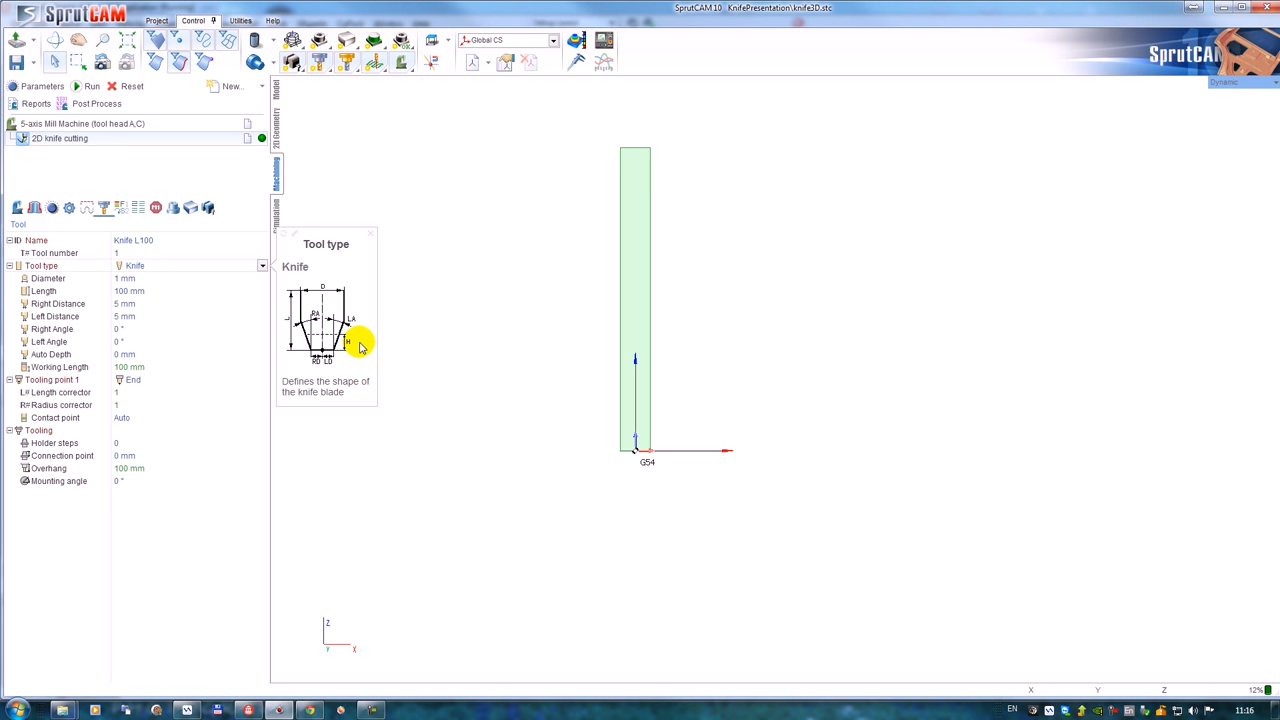 SprutCAM
SprutCAM 10 - KnifePresentation\knife3D.stc
Project
Control
Utilities
Help
Global CS
SprutCAM
Dynamic
Parameters
Run
Reset
New...
Reports
Post Process
5-axis Mill Machine (tool head A,C)
2D knife cutting
Model
2D Geometry
Machining
Simulation
Tool
ID Name Knife L100
T# Tool number 1
Tool type Knife
Diameter 1 mm
Length 100 mm
Right Distance 5 mm
Left Distance 5 mm
Right Angle 0 °
Left Angle 0 °
Auto Depth 0 mm
Working Length 100 mm
Tooling point 1 End
L# Length corrector 1
R# Radius corrector 1
Contact point Auto
Tooling
Holder steps 0
Connection point 0 mm
Overhang 100 mm
Mounting angle 0 °
Tool type
Knife
D
RA
LA
L
H
RD
LD
Defines the shape of
the knife blade
G54
Z
Y
X
X
Y
Z
12%
EN
11:16